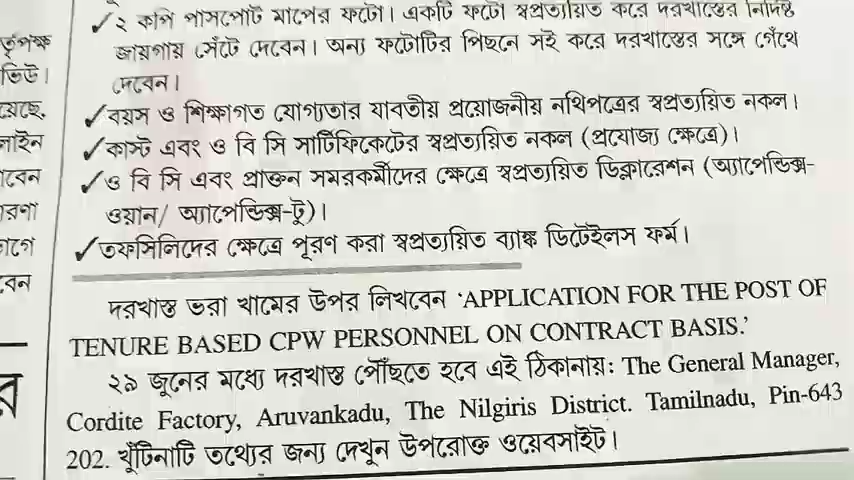 ✓২ কপি পাসপোর্ট মাপের ফটো। একটি ফটো স্বপ্রত্যয়িত করে দরখাস্তের নির্দিষ্ট
জায়গায় সেঁটে দেবেন। অন্য ফটোটির পিছনে সই করে দরখাস্তের সঙ্গে গেঁথে
দেবেন।
✓বয়স ও শিক্ষাগত যোগ্যতার যাবতীয় প্রয়োজনীয় নথিপত্রের স্বপ্রত্যয়িত নকল।
✓কাস্ট এবং ও বি সি সার্টিফিকেটের স্বপ্রত্যয়িত নকল (প্রযোজ্য ক্ষেত্রে)।
✓ও বি সি এবং প্রাক্তন সমরকর্মীদের ক্ষেত্রে স্বপ্রত্যয়িত ডিক্লারেশন (অ্যাপেন্ডিক্স-
ওয়ান/ অ্যাপেন্ডিক্স-টু)।
✓তফসিলিদের ক্ষেত্রে পূরণ করা স্বপ্রত্যয়িত ব্যাঙ্ক ডিটেইলস ফর্ম।
দরখাস্ত ভরা খামের উপর লিখবেন ‘APPLICATION FOR THE POST OF
TENURE BASED CPW PERSONNEL ON CONTRACT BASIS.’
২৯ জুনের মধ্যে দরখাস্ত পৌঁছতে হবে এই ঠিকানায়: The General Manager,
Cordite Factory, Aruvankadu, The Nilgiris District. Tamilnadu, Pin-643
202. খুঁটিনাটি তথ্যের জন্য দেখুন উপরোক্ত ওয়েবসাইট।